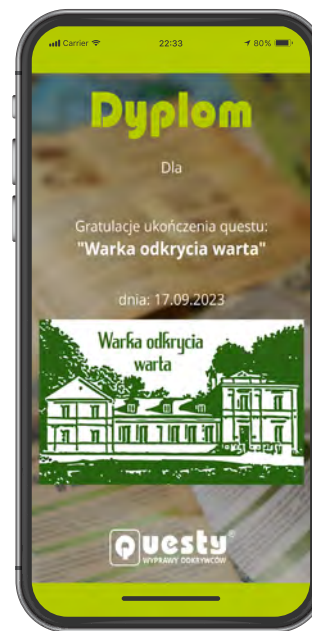 Carrier 22:33 80%
Dyplom
Dla
Gratulacje ukończenia questu:
"Warka odkrycia warta"
dnia: 17.09.2023
Warka odkrycia
warta
Questy®
WYPRAWY ODKRYWCÓW